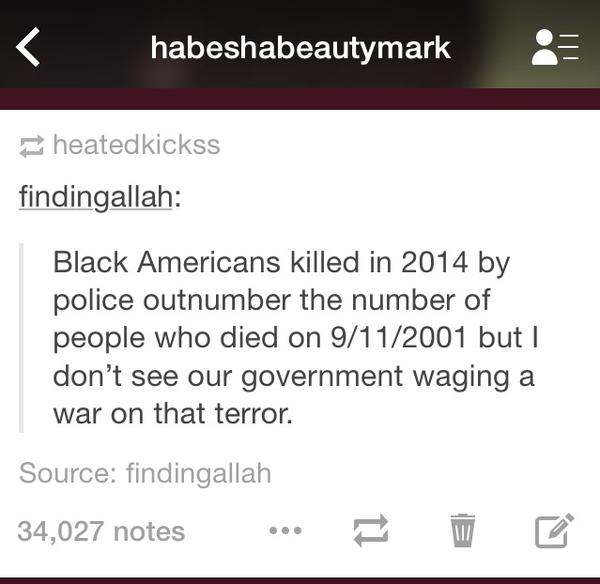 habeshabeautymark
heatedkickss
findingallah:
Black Americans killed in 2014 by
police outnumber the number of
people who died on 9/11/2001 but I
don’t see our government waging a
war on that terror.
Source: findingallah
34,027 notes